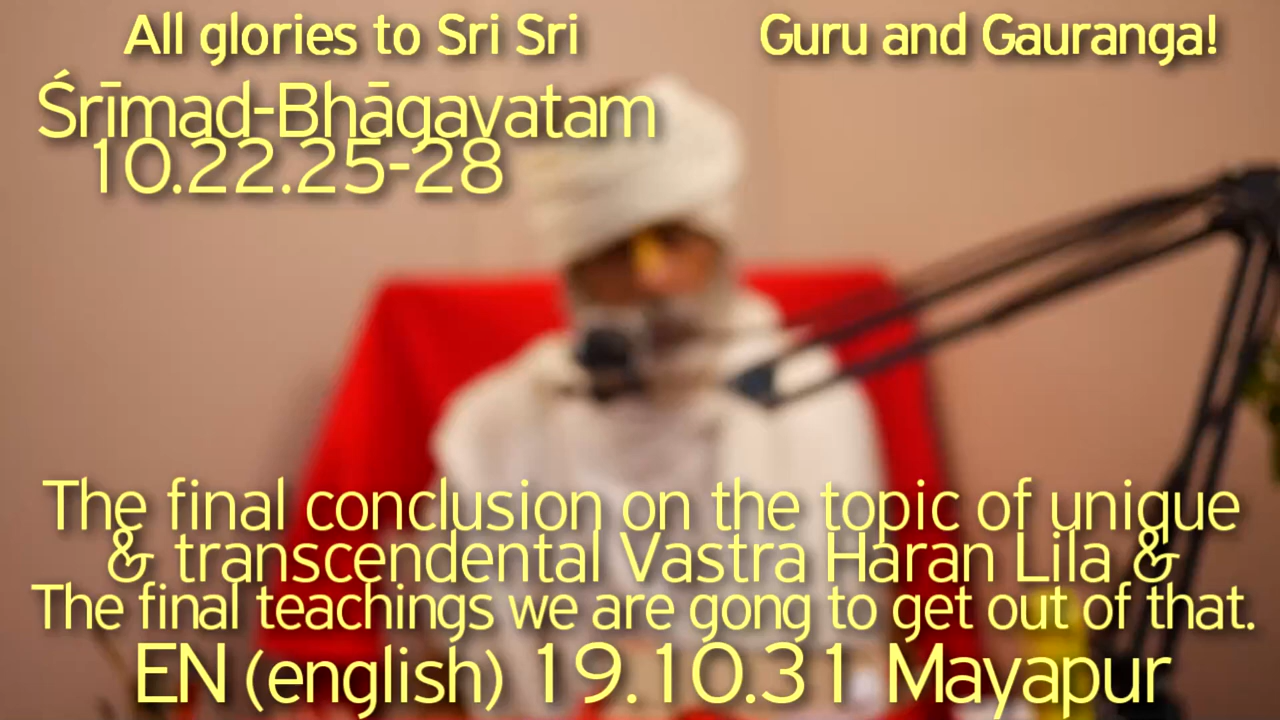 All glories to Sri Sri Guru and Gauranga!
Śrīmad-Bhāgavatam
10.22.25-28
The final conclusion on the topic of unique
& transcendental Vastra Haran Lila &
The final teachings we are gong to get out of that.
EN (english) 19.10.31 Mayapur